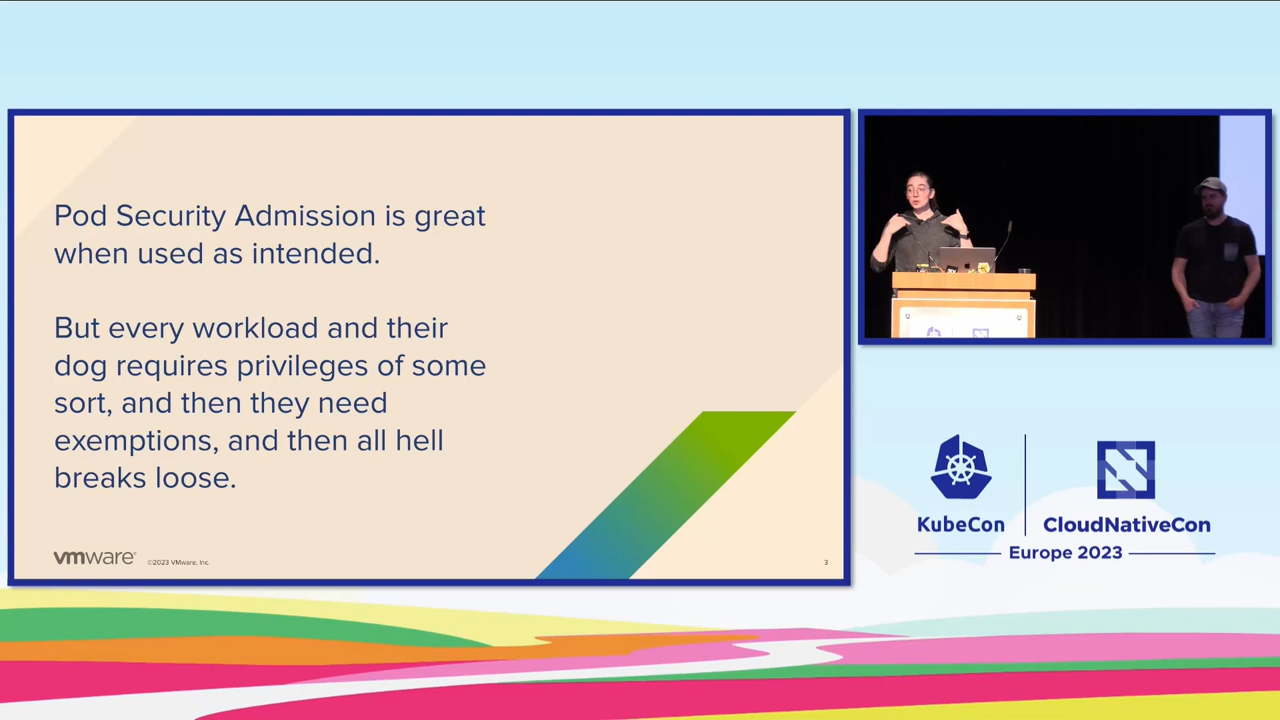 Pod Security Admission is great
when used as intended.
But every workload and their
dog requires privileges of some
sort, and then they need
exemptions, and then all hell
breaks loose.
vmware®
©2023 VMware, Inc.
3
KubeCon
CloudNativeCon
Europe 2023